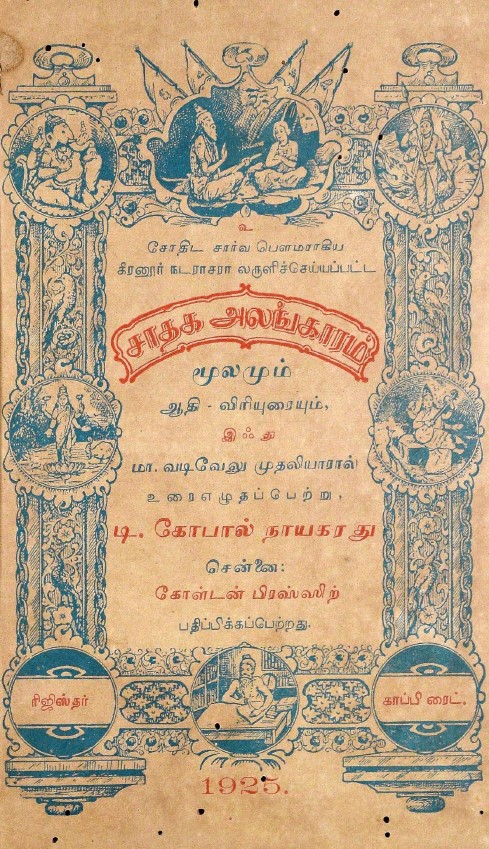 உ
சோதிட சார்வ பௌமராகிய
கீரனூர் நடராசரா லருளிச்செய்யப்பட்ட
சாதக அலங்காரம்
மூலமும்
ஆதி - விரியுரையும்,
இஃது
மா. வடிவேலு முதலியாரால்
உரைஎழுதப்பெற்று,
டி. கோபால் நாயகரது
சென்னை:
கோள்டன் பிரஸ்ஸிற்
பதிப்பிக்கப்பெற்றது.
ரிஜிஸ்தர்
காப்பி ரைட்.
1925.